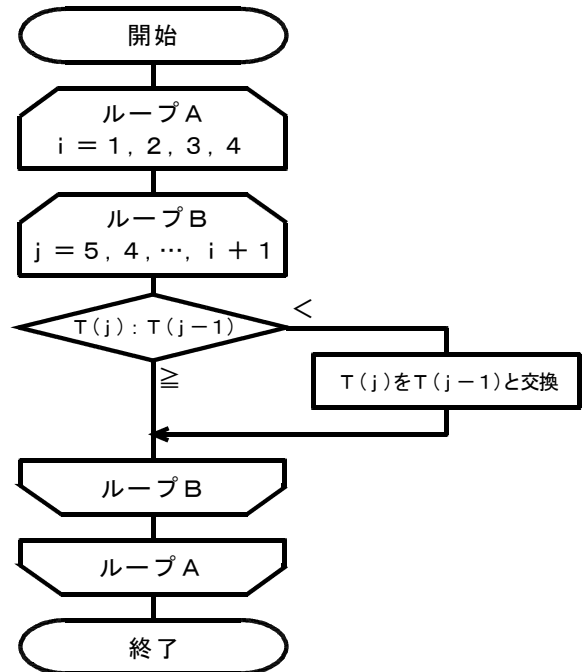 開始
ループA
i = 1, 2, 3, 4
ループB
j = 5, 4, …, i + 1
T(j) : T(j-1)
<
T(j)をT(j-1)と交換
≧
ループB
ループA
終了